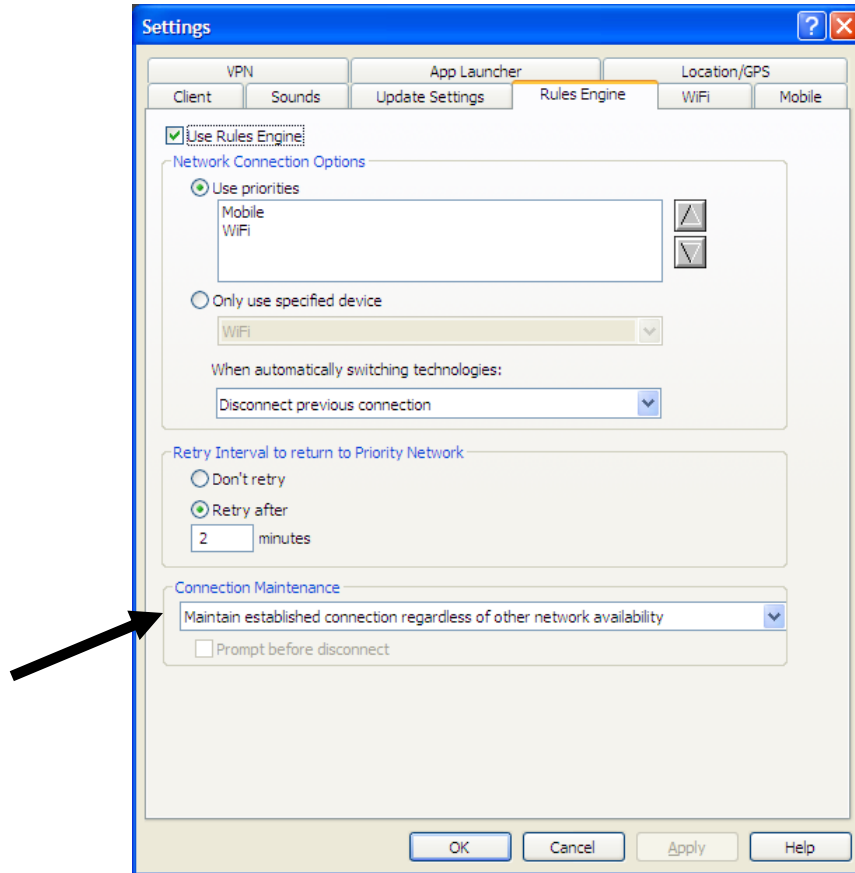 Settings
VPN App Launcher Location/GPS
Client Sounds Update Settings Rules Engine WiFi Mobile
Use Rules Engine
Network Connection Options
Use priorities
Mobile
WiFi
Only use specified device
WiFi
When automatically switching technologies:
Disconnect previous connection
Retry Interval to return to Priority Network
Don't retry
Retry after
2 minutes
Connection Maintenance
Maintain established connection regardless of other network availability
Prompt before disconnect
OK Cancel Apply Help